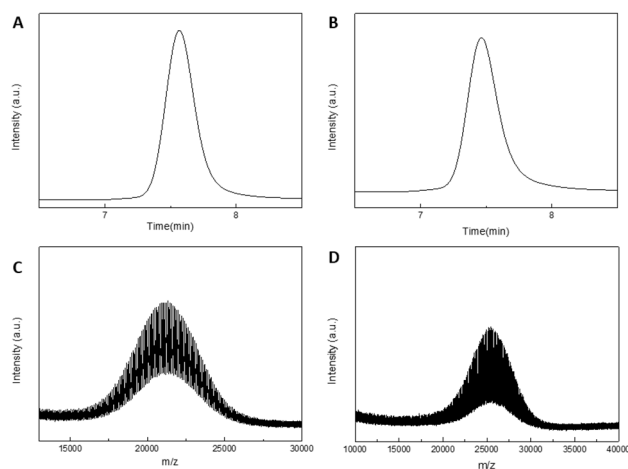 A
Intensity (a.u.)
7
8
Time(min)
B
Intensity (a.u.)
7
8
Time(min)
C
Intensity (a.u.)
15000 20000 25000 30000
m/z
D
Intensity (a.u.)
10000 15000 20000 25000 30000 35000 40000
m/z